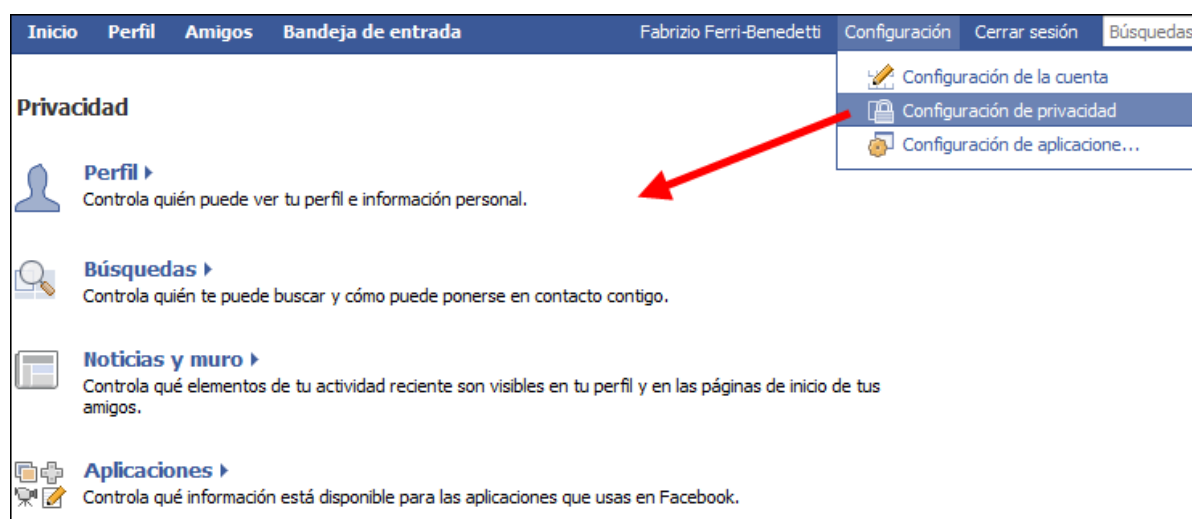 Inicio Perfil Amigos Bandeja de entrada Fabrizio Ferri-Benedetti Configuración Cerrar sesión Búsquedas
Configuración de la cuenta
Configuración de privacidad
Configuración de aplicacione...
Privacidad
Perfil
Controla quién puede ver tu perfil e información personal.
Búsquedas
Controla quién te puede buscar y cómo puede ponerse en contacto contigo.
Noticias y muro
Controla qué elementos de tu actividad reciente son visibles en tu perfil y en las páginas de inicio de tus
amigos.
Aplicaciones
Controla qué información está disponible para las aplicaciones que usas en Facebook.